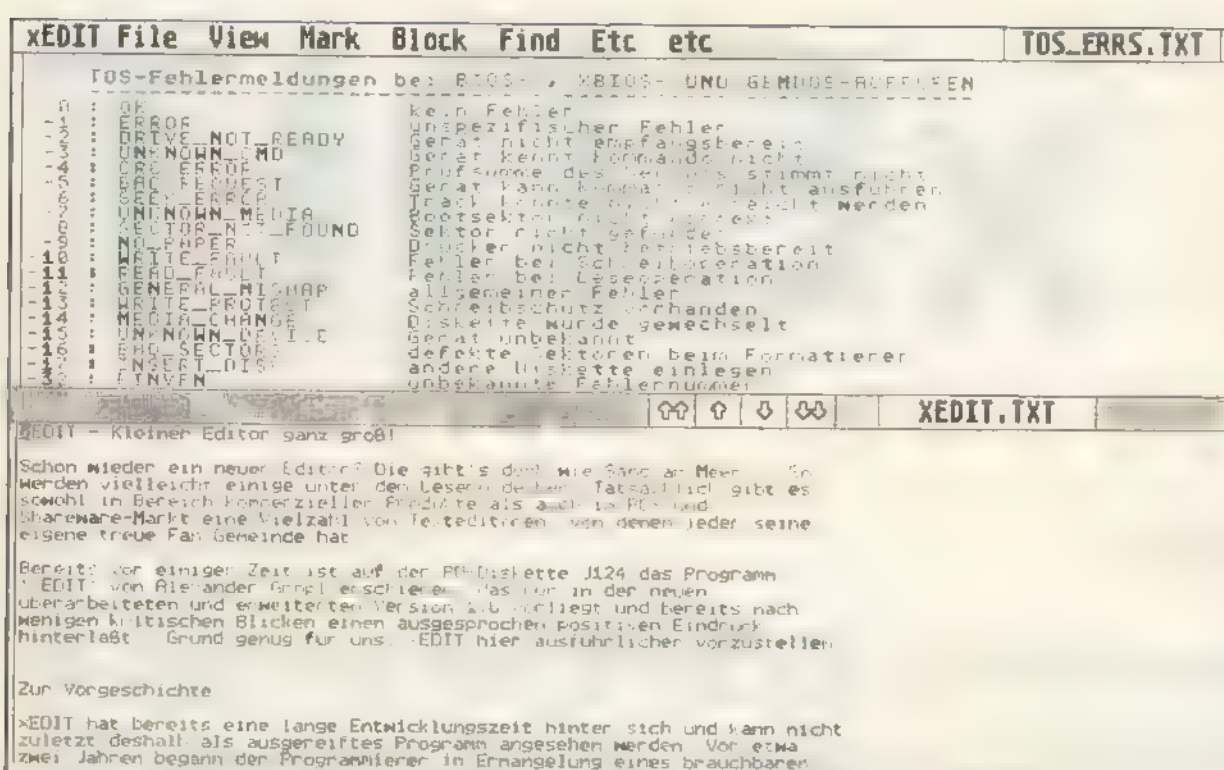 xEDIT File View Mark Block Find Etc etc
TOS_ERRS.TXT
TOS-Fehlermeldungen bei BIOS- , XBIOS- UND GEMDOS-AUFRUFEN
0 : OK kein Fehler
-1 : ERROR unspezifischer Fehler
-2 : DRIVE_NOT_READY Gerät nicht empfangsbereit
-3 : UNKNOWN_CMD Gerät kennt Kommando nicht
-4 : CRC_ERROR Prüfsumme des Sektors stimmt nicht
-5 : BAD_REQUEST Gerät kann Kommando nicht ausführen
-6 : SEEK_ERROR Track konnte nicht erreicht werden
-7 : UNKNOWN_MEDIA Bootsektor nicht
-8 : SECTOR_NOT_FOUND Sektor nicht gefunden
-9 : NO_PAPER Drucker nicht betriebsbereit
-10 : WRITE_FAULT Fehler bei Schreiboperation
-11 : READ_FAULT Fehler bei Leseoperation
-12 : GENERAL_MISHAP allgemeiner Fehler
-13 : WRITE_PROTECT Schreibschutz vorhanden
-14 : MEDIA_CHANGE Diskette wurde gewechselt
-15 : UNKNOWN_DEVICE Gerät unbekannt
-16 : BAD_SECTORS defekte Sektoren beim Formatieren
: INSERT_DISK andere Diskette einlegen
: EINVFN unbekannte Fehlernummer
XEDIT.TXT
XEDIT - Kleiner Editor ganz groß!
Schon wieder ein neuer Editor? Die gibt's doch wie Sand am Meer So
werden vielleicht einige unter den Lesern denken. Tatsächlich gibt es
sowohl im Bereich kommerzieller Produkte als auch im PD- und
Shareware-Markt eine Vielzahl von Texteditoren von denen jeder seine
eigene treue Fan Gemeinde hat
Bereits vor einiger Zeit ist auf der PD-Diskette J124 das Programm
EDIT von Alexander erschienen das nun in der neuen
überarbeiteten und erweiterten Version vorliegt und bereits nach
wenigen kritischen Blicken einen ausgesprochen positiven Eindruck
hinterläßt Grund genug für uns, xEDIT hier ausführlicher vorzustellen
Zur Vorgeschichte
xEDIT hat bereits eine lange Entwicklungszeit hinter sich und kann nicht
zuletzt deshalb als ausgereiftes Programm angesehen werden Vor etwa
zwei Jahren begann der Programmierer in Ermangelung eines brauchbaren